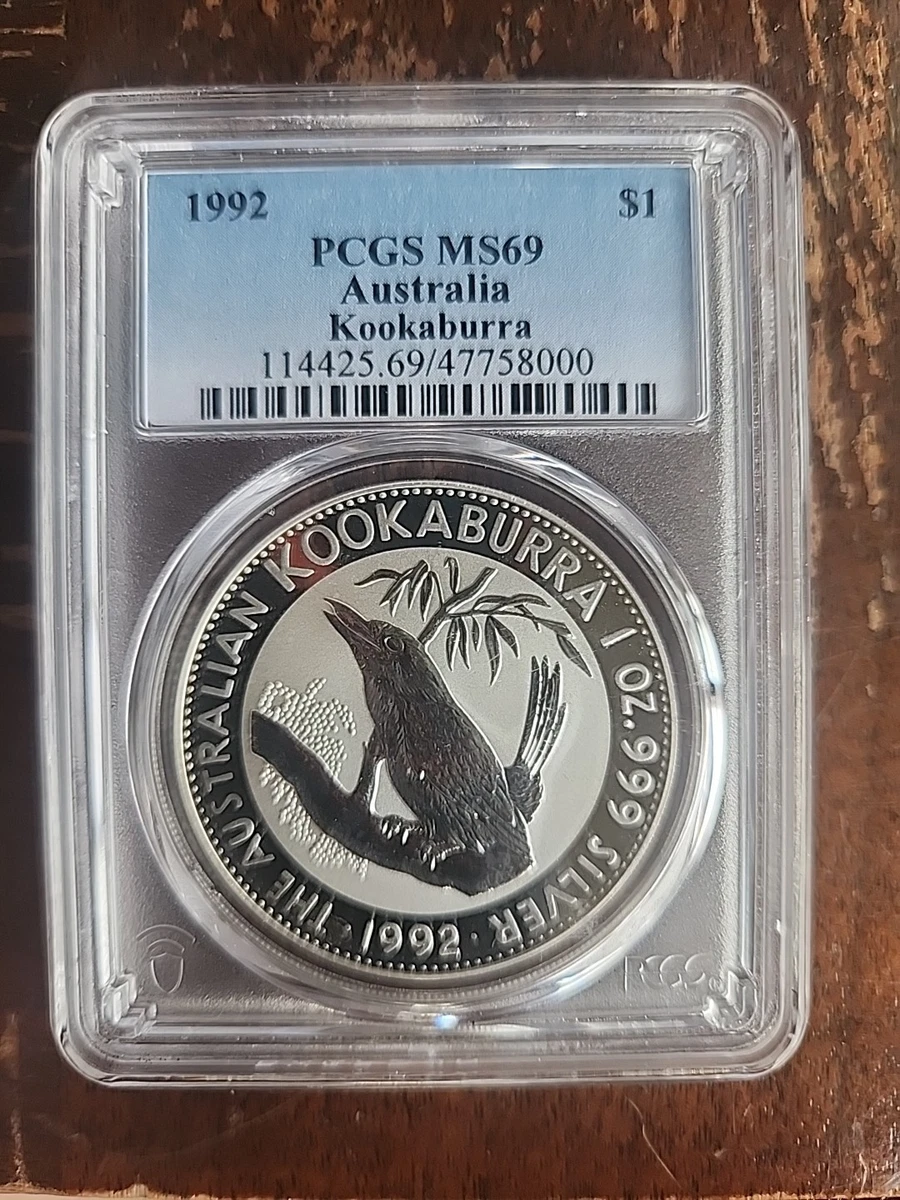 1992 $1
PCGS MS69
Australia
Kookaburra
114425.69/47758000
THE AUSTRALIAN KOOKABURRA 1 OZ. 999 SILVER
· 1992 ·
PCGS